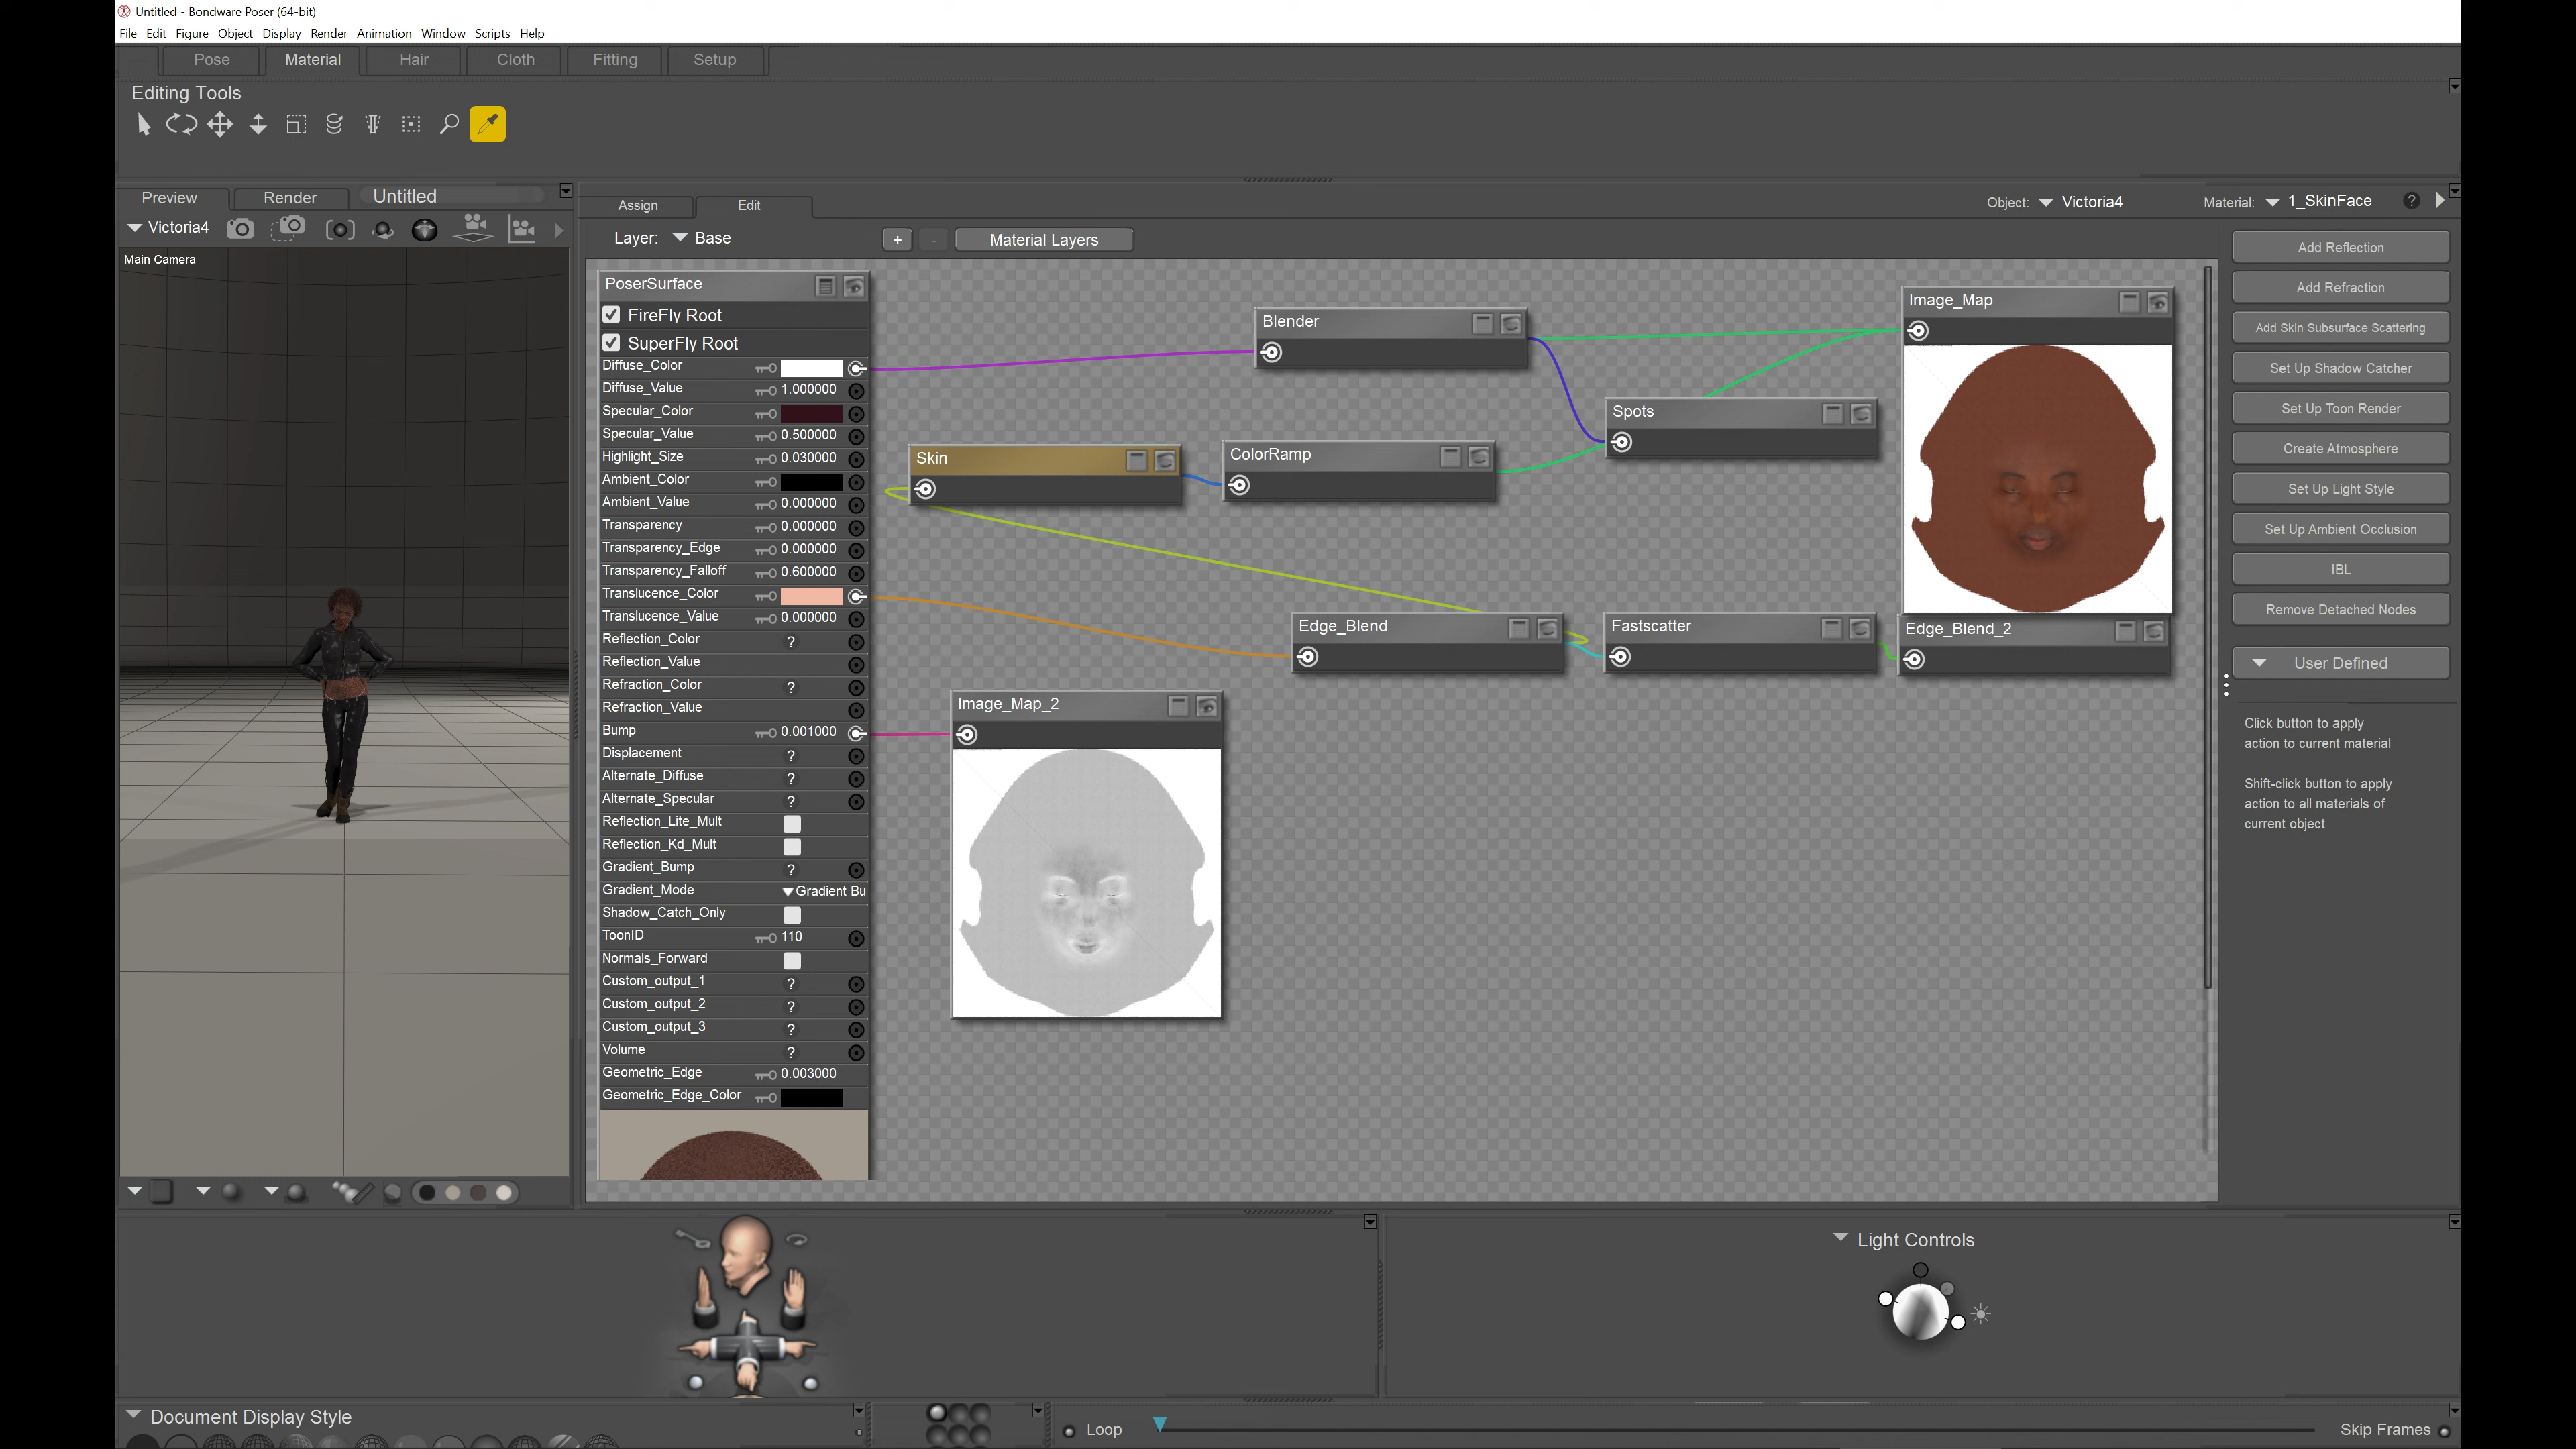 Untitled - Bondware Poser (64-bit)
File Edit Figure Object Display Render Animation Window Scripts Help
Pose Material Hair Cloth Fitting Setup
Editing Tools
Preview Render Untitled
Victoria4
Main Camera
Assign Edit
Object: Victoria4 Material: 1_SkinFace ?
Layer: Base + - Material Layers
PoserSurface
FireFly Root
SuperFly Root
Diffuse_Color
Diffuse_Value 1.000000
Specular_Color
Specular_Value 0.500000
Highlight_Size 0.030000
Ambient_Color
Ambient_Value 0.000000
Transparency 0.000000
Transparency_Edge 0.000000
Transparency_Falloff 0.600000
Translucence_Color
Translucence_Value 0.000000
Reflection_Color ?
Reflection_Value
Refraction_Color ?
Refraction_Value
Bump 0.001000
Displacement ?
Alternate_Diffuse ?
Alternate_Specular ?
Reflection_Lite_Mult
Reflection_Kd_Mult
Gradient_Bump ?
Gradient_Mode Gradient Bu
Shadow_Catch_Only
ToonID 110
Normals_Forward
Custom_output_1 ?
Custom_output_2 ?
Custom_output_3 ?
Volume ?
Geometric_Edge 0.003000
Geometric_Edge_Color
Blender
Image_Map
Spots
Skin
ColorRamp
Edge_Blend
Fastscatter
Edge_Blend_2
Image_Map_2
Add Reflection
Add Refraction
Add Skin Subsurface Scattering
Set Up Shadow Catcher
Set Up Toon Render
Create Atmosphere
Set Up Light Style
Set Up Ambient Occlusion
IBL
Remove Detached Nodes
User Defined
Click button to apply
action to current material
Shift-click button to apply
action to all materials of
current object
Light Controls
Document Display Style
Loop
Skip Frames